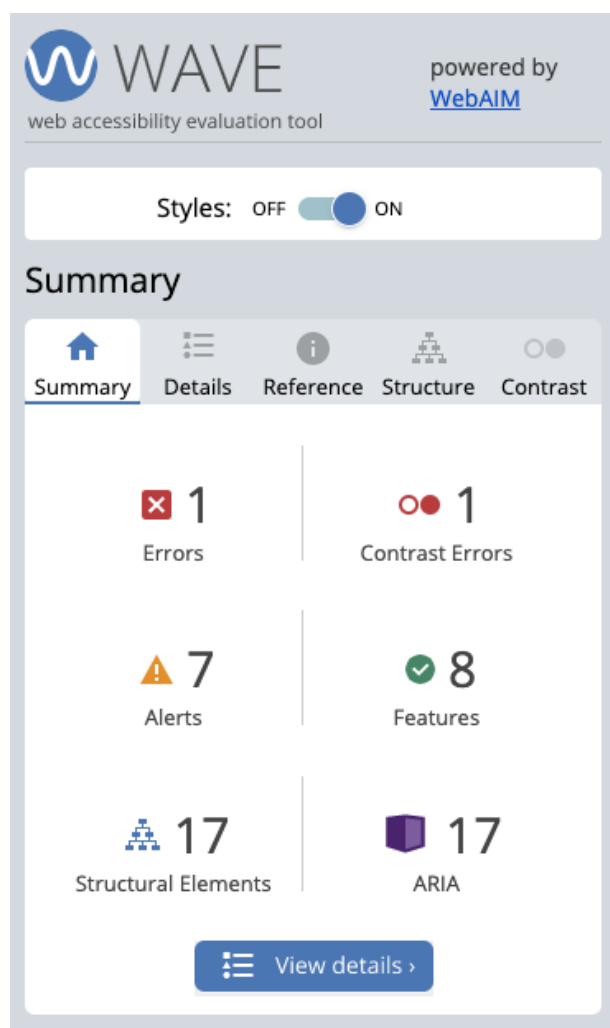 WAVE
web accessibility evaluation tool
powered by
WebAIM
Styles: OFF ON
Summary
Summary Details Reference Structure Contrast
1 1
Errors Contrast Errors
7 8
Alerts Features
17 17
Structural Elements ARIA
View details ›